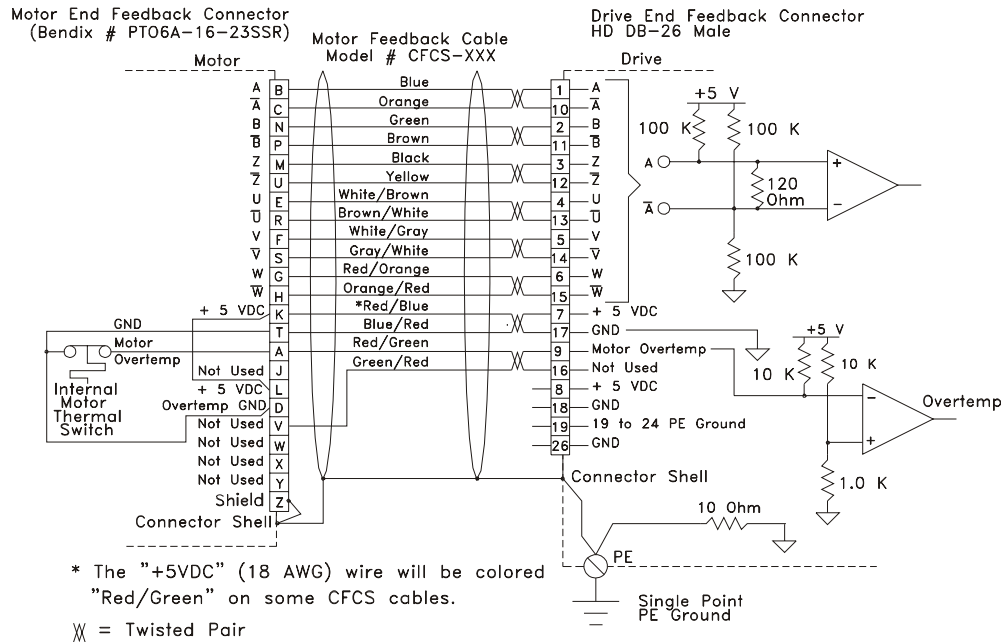 Motor End Feedback Connector
(Bendix # PT06A-16-23SSR)
Motor Feedback Cable
Model # CFCS-XXX
Drive End Feedback Connector
HD DB-26 Male
Motor
Drive
A B Blue 1 A
A̅ C Orange 10 A̅
B N Green 2 B
B̅ P Brown 11 B̅
Z M Black 3 Z
Z̅ U Yellow 12 Z̅
U E White/Brown 4 U
U̅ R Brown/White 13 U̅
V F White/Gray 5 V
V̅ S Gray/White 14 V̅
W G Red/Orange 6 W
W̅ H Orange/Red 15 W̅
+ 5 VDC K *Red/Blue 7 + 5 VDC
GND T Blue/Red 17 GND
Motor Overtemp A Red/Green 9 Motor Overtemp
Not Used J Green/Red 16 Not Used
+ 5 VDC L 8 + 5 VDC
Overtemp GND D 18 GND
Not Used V 19 19 to 24 PE Ground
Not Used W 26 GND
Not Used X
Not Used Y
Shield Z
Connector Shell
Connector Shell
Internal
Motor
Thermal
Switch
+5 V
100 K
100 K
A
+
120
Ohm
A̅
−
100 K
+5 V
10 K
10 K
−
Overtemp
+
1.0 K
10 Ohm
PE
Single Point
PE Ground
* The "+5VDC" (18 AWG) wire will be colored
"Red/Green" on some CFCS cables.
= Twisted Pair